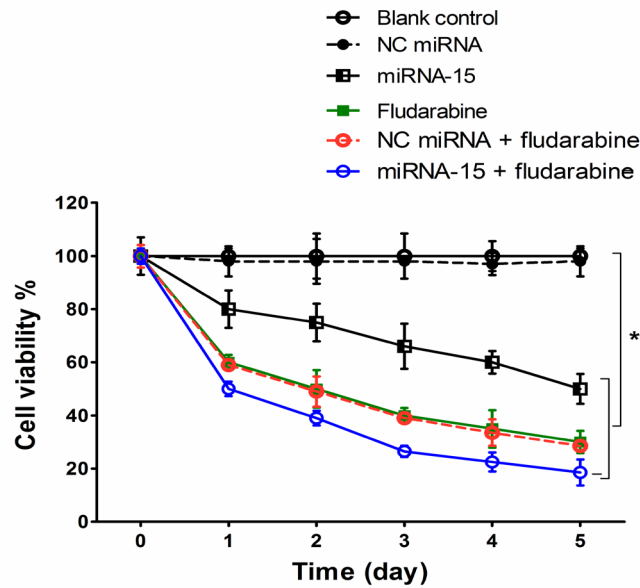 Blank control
NC miRNA
miRNA-15
Fludarabine
NC miRNA + fludarabine
miRNA-15 + fludarabine
120
100
80
60
40
20
0
Cell viability %
*
0 1 2 3 4 5
Time (day)